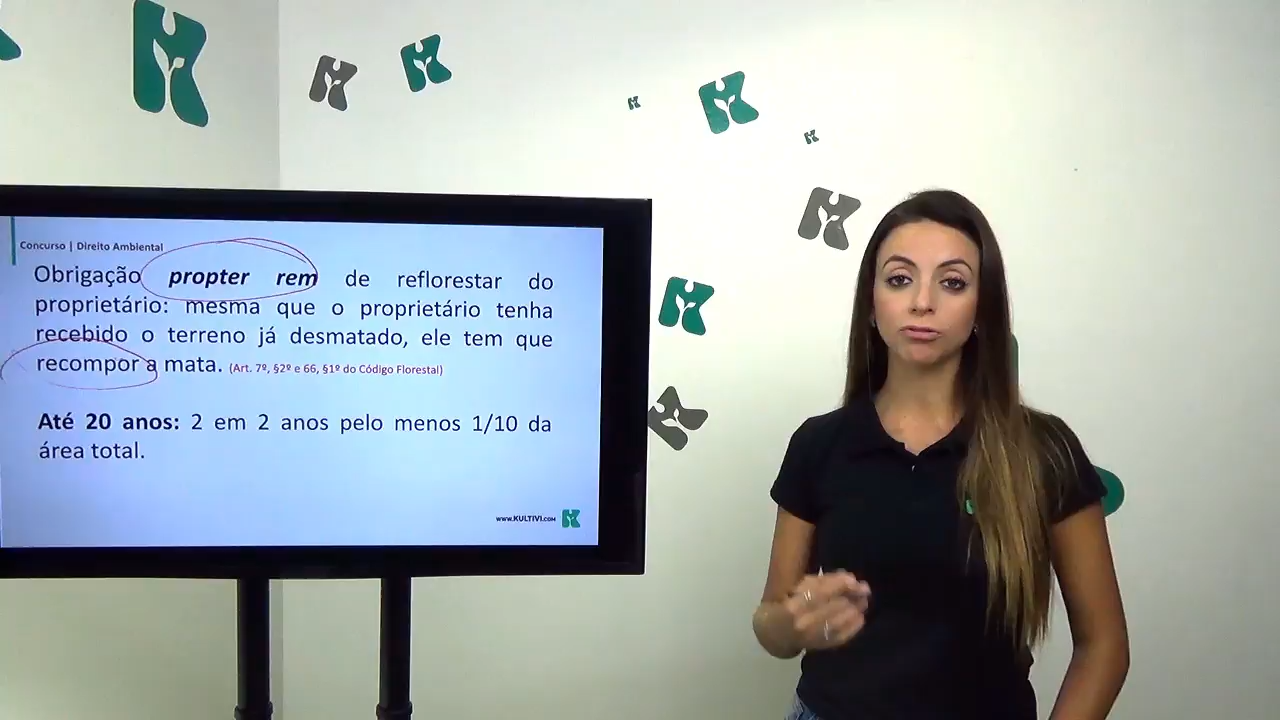 Concurso | Direito Ambiental
Obrigação propter rem de reflorestar do
proprietário: mesma que o proprietário tenha
recebido o terreno já desmatado, ele tem que
recompor a mata. (Art. 7º, §2º e 66, §1º do Código Florestal)
Até 20 anos: 2 em 2 anos pelo menos 1/10 da
área total.
www.KULTIVI.com